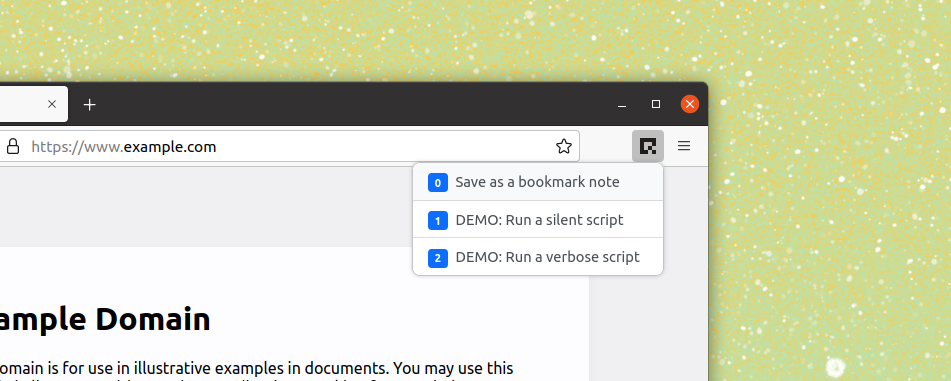 https://www.example.com
0 Save as a bookmark note
1 DEMO: Run a silent script
2 DEMO: Run a verbose script
ample Domain
omain is for use in illustrative examples in documents. You may use this